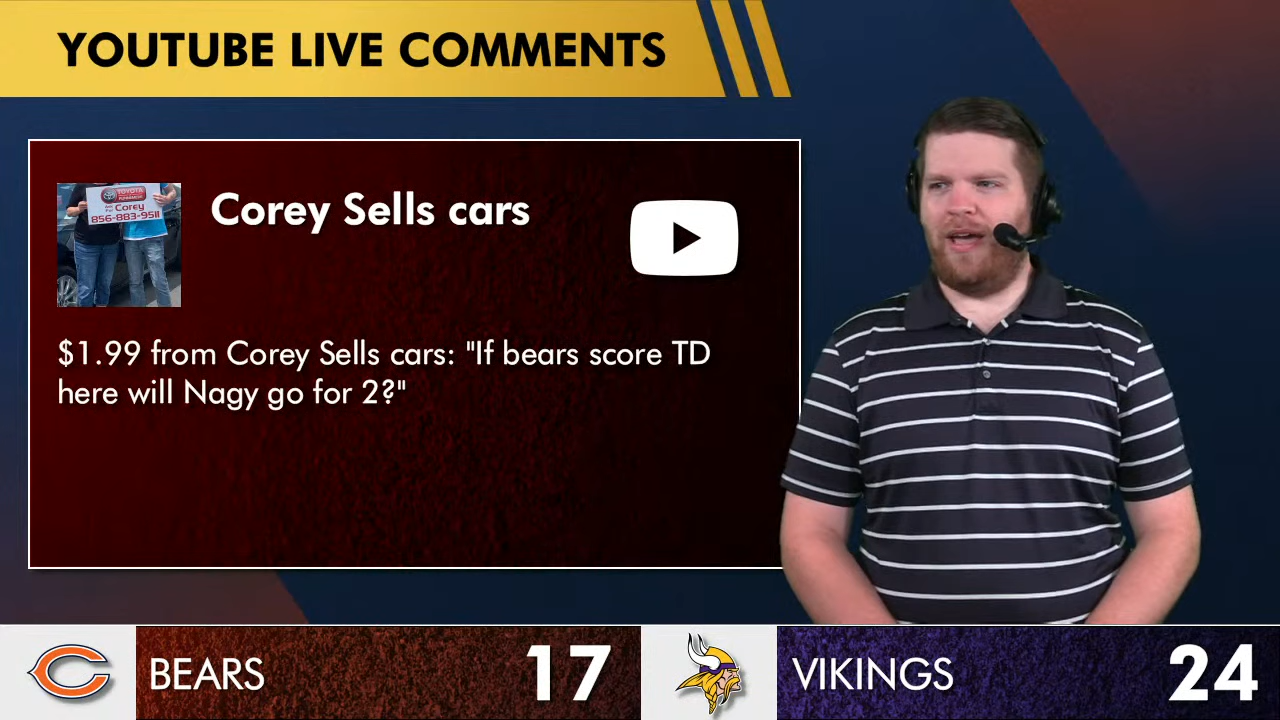 YOUTUBE LIVE COMMENTS
TOYOTA
Corey
856-883-9511
Corey Sells cars
$1.99 from Corey Sells cars: "If bears score TD
here will Nagy go for 2?"
BEARS 17 VIKINGS 24